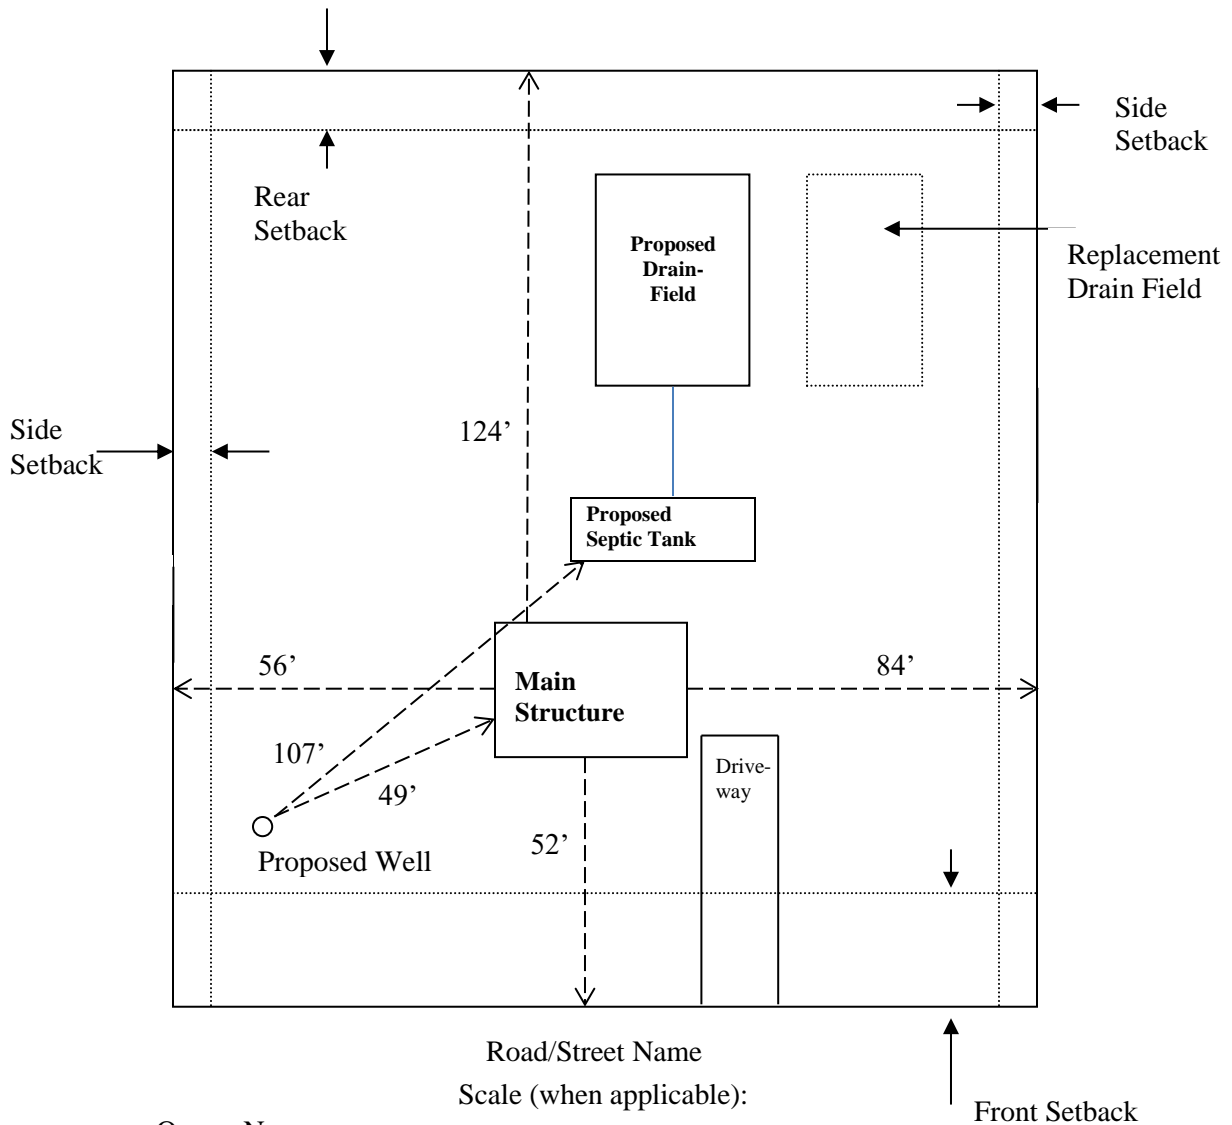 Side
Setback
Rear
Setback
Proposed
Drain-
Field
Replacement
Drain Field
Side
Setback
124’
Proposed
Septic Tank
56’
84’
Main
Structure
107’
49’
Drive-
way
52’
Proposed Well
Road/Street Name
Scale (when applicable):
Front Setback